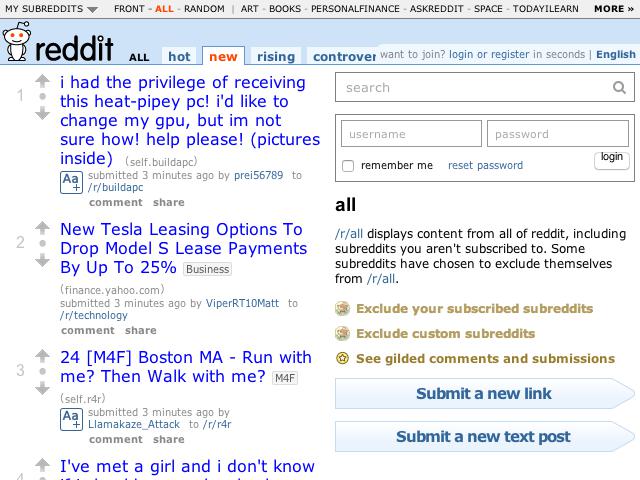 MY SUBREDDITS FRONT - ALL - RANDOM | ART - BOOKS - PERSONALFINANCE - ASKREDDIT - SPACE - TODAYILEARN MORE »
reddit ALL hot new rising controver want to join? login or register in seconds | English
1
i had the privilege of receiving
this heat-pipey pc! i'd like to
change my gpu, but im not
sure how! help please! (pictures
inside) (self.buildapc)
Aa+
submitted 3 minutes ago by prei56789 to
/r/buildapc
comment share
2
New Tesla Leasing Options To
Drop Model S Lease Payments
By Up To 25% Business
(finance.yahoo.com)
submitted 3 minutes ago by ViperRT10Matt to
/r/technology
comment share
3
24 [M4F] Boston MA - Run with
me? Then Walk with me? M4F
(self.r4r)
Aa+
submitted 3 minutes ago by
Llamakaze_Attack to /r/r4r
comment share
4
I've met a girl and i don't know
search
username password
remember me reset password login
all
/r/all displays content from all of reddit, including
subreddits you aren't subscribed to. Some
subreddits have chosen to exclude themselves
from /r/all.
Exclude your subscribed subreddits
Exclude custom subreddits
See gilded comments and submissions
Submit a new link
Submit a new text post